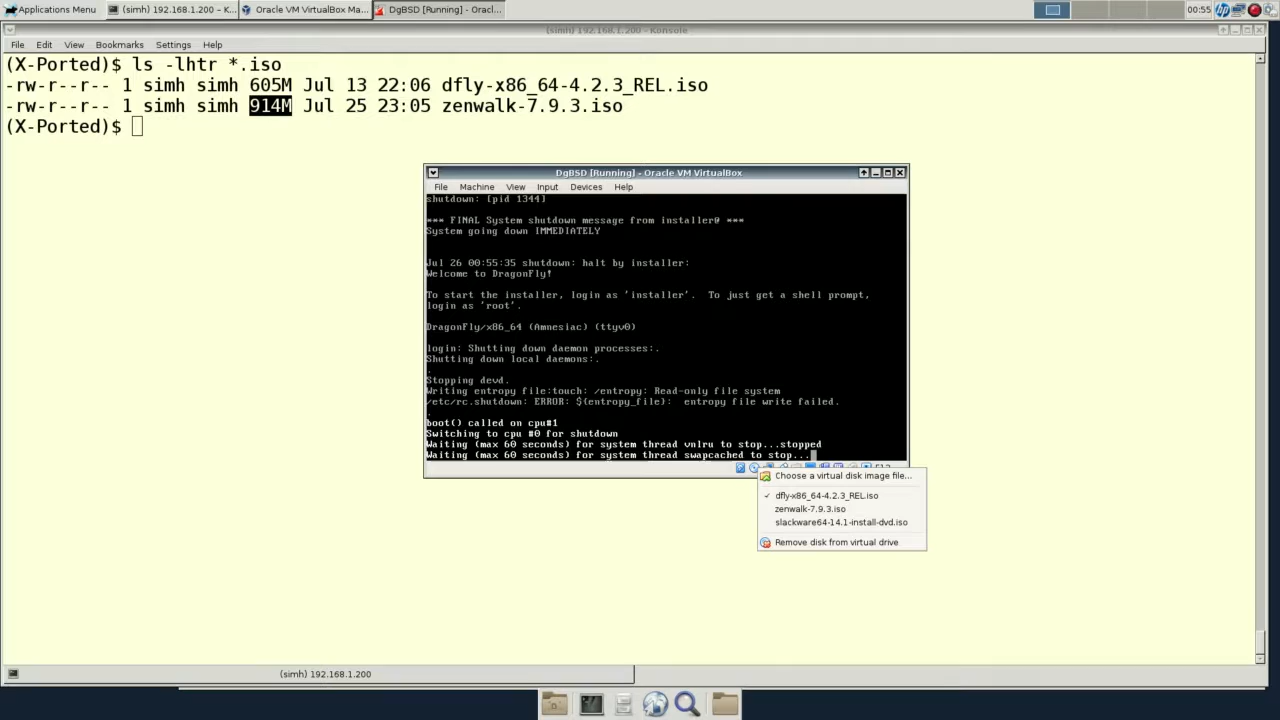 Applications Menu
(simh) 192.168.1.200 – K...
Oracle VM VirtualBox Ma...
DgBSD [Running] - Oracl...
00:55
(simh) 192.168.1.200 - Konsole
File Edit View Bookmarks Settings Help
(X-Ported)$ ls -lhtr *.iso
-rw-r--r-- 1 simh simh 605M Jul 13 22:06 dfly-x86_64-4.2.3_REL.iso
-rw-r--r-- 1 simh simh 914M Jul 25 23:05 zenwalk-7.9.3.iso
(X-Ported)$
DgBSD [Running] - Oracle VM VirtualBox
File Machine View Input Devices Help
shutdown: [pid 1344]
*** FINAL System shutdown message from installer@ ***
System going down IMMEDIATELY
Jul 26 00:55:35 shutdown: halt by installer:
Welcome to DragonFly!
To start the installer, login as 'installer'.  To just get a shell prompt,
login as 'root'.
DragonFly/x86_64 (Amnesiac) (ttyv0)
login: Shutting down daemon processes:.
Shutting down local daemons:.
.
Stopping devd.
Writing entropy file:touch: /entropy: Read-only file system
/etc/rc.shutdown: ERROR: ${entropy_file}:  entropy file write failed.
.
boot() called on cpu#1
Switching to cpu #0 for shutdown
Waiting (max 60 seconds) for system thread vnlru to stop...stopped
Waiting (max 60 seconds) for system thread swapcached to stop...
Choose a virtual disk image file...
✓ dfly-x86_64-4.2.3_REL.iso
zenwalk-7.9.3.iso
slackware64-14.1-install-dvd.iso
Remove disk from virtual drive
(simh) 192.168.1.200